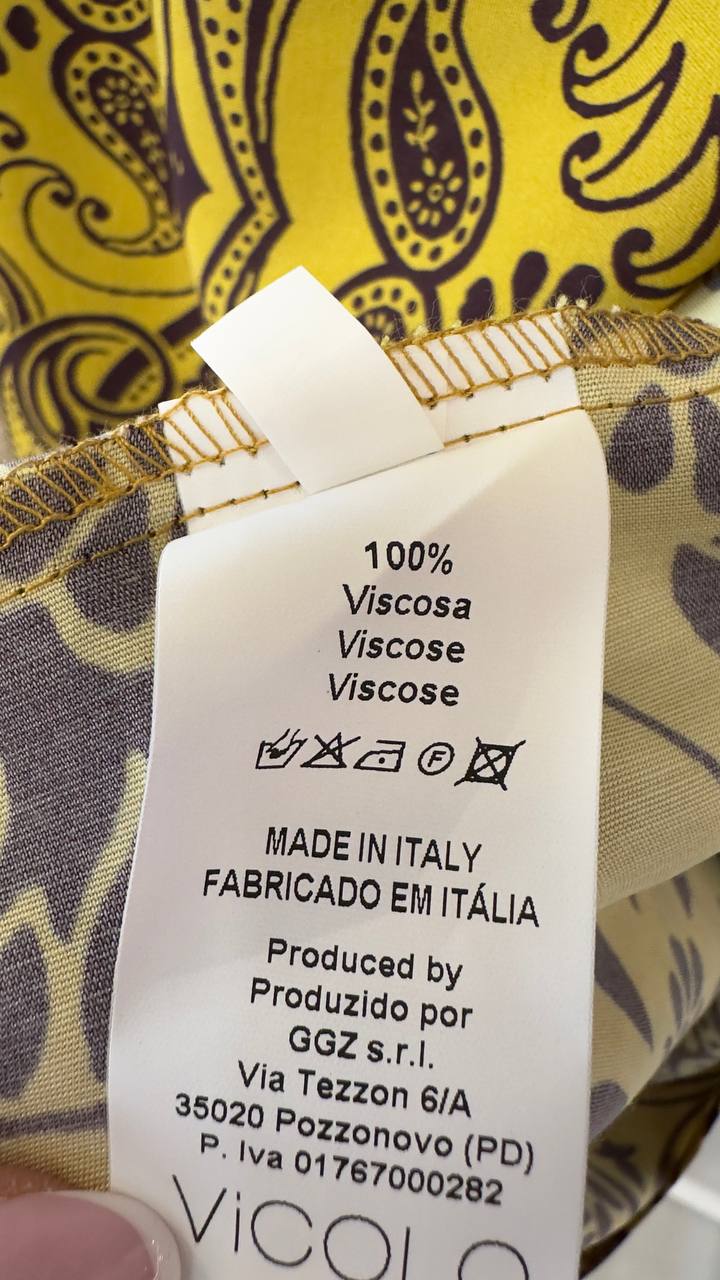 100%
Viscosa
Viscose
Viscose
F
MADE IN ITALY
FABRICADO EM ITÁLIA
Produced by
Produzido por
GGZ s.r.l.
Via Tezzon 6/A
35020 Pozzonovo (PD)
P. Iva 01767000282
ViCOLO